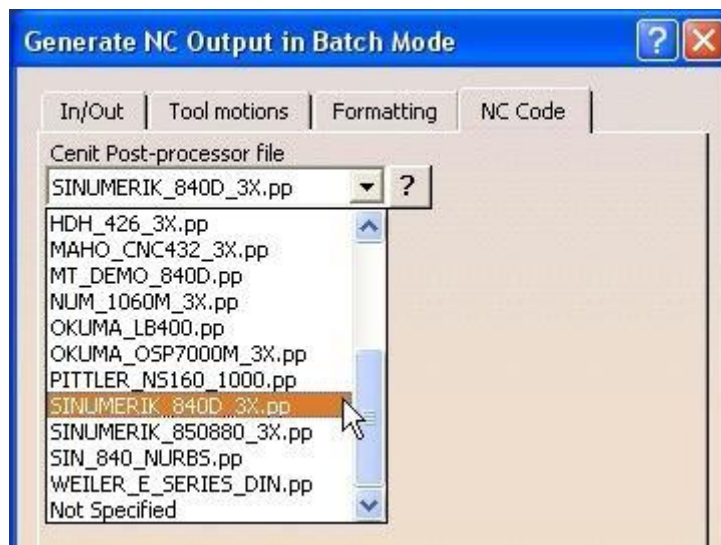 Generate NC Output in Batch Mode ?
In/Out Tool motions Formatting NC Code
Cenit Post-processor file
SINUMERIK_840D_3X.pp ?
HDH_426_3X.pp
MAHO_CNC432_3X.pp
MT_DEMO_840D.pp
NUM_1060M_3X.pp
OKUMA_LB400.pp
OKUMA_OSP7000M_3X.pp
PITTLER_NS160_1000.pp
SINUMERIK_840D_3X.pp
SINUMERIK_850880_3X.pp
SIN_840_NURBS.pp
WEILER_E_SERIES_DIN.pp
Not Specified